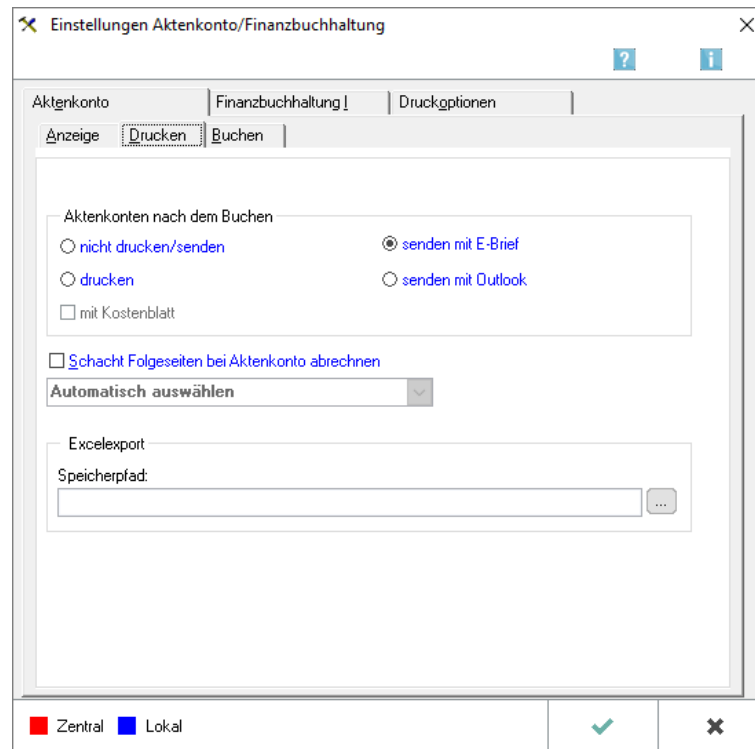 Einstellungen Aktenkonto/Finanzbuchhaltung
?
i
Aktenkonto Finanzbuchhaltung I Druckoptionen
Anzeige Drucken Buchen
Aktenkonten nach dem Buchen
nicht drucken/senden senden mit E-Brief
drucken senden mit Outlook
mit Kostenblatt
Schacht Folgeseiten bei Aktenkonto abrechnen
Automatisch auswählen
Excelexport
Speicherpfad:
...
Zentral Lokal